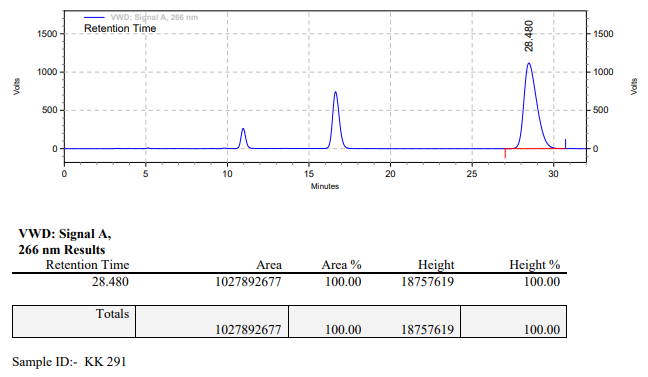 VWD: Signal A, 266 nm
Retention Time
28.480
1500
1000
500
0
Volts
1500
1000
500
0
Volts
0 5 10 15 20 25 30
Minutes
VWD: Signal A,
266 nm Results
Retention Time Area Area % Height Height %
28.480 1027892677 100.00 18757619 100.00
Totals
1027892677 100.00 18757619 100.00
Sample ID:- KK 291